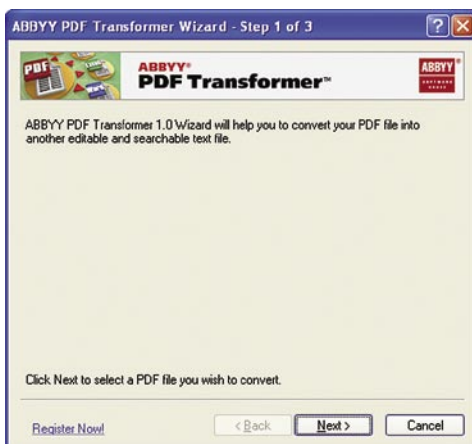 ABBYY PDF Transformer Wizard - Step 1 of 3
PDF
ABBYY®
PDF Transformer™
ABBYY®
ABBYY PDF Transformer 1.0 Wizard will help you to convert your PDF file into
another editable and searchable text file.
Click Next to select a PDF file you wish to convert.
Register Now!
< Back
Next >
Cancel